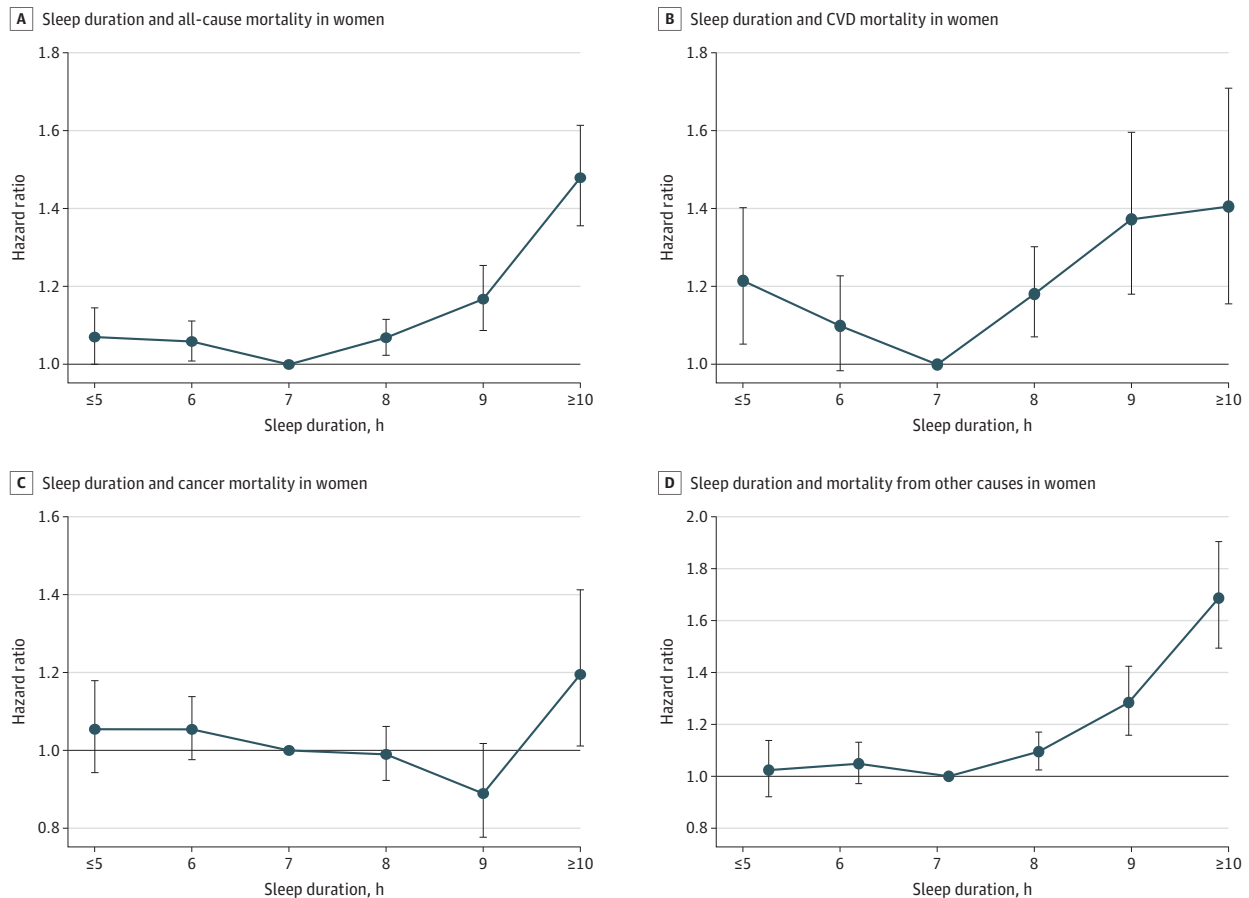 A Sleep duration and all-cause mortality in women
1.8
1.6
1.4
1.2
1.0
Hazard ratio
≤5 6 7 8 9 ≥10
Sleep duration, h
B Sleep duration and CVD mortality in women
1.8
1.6
1.4
1.2
1.0
Hazard ratio
≤5 6 7 8 9 ≥10
Sleep duration, h
C Sleep duration and cancer mortality in women
1.6
1.4
1.2
1.0
0.8
Hazard ratio
≤5 6 7 8 9 ≥10
Sleep duration, h
D Sleep duration and mortality from other causes in women
2.0
1.8
1.6
1.4
1.2
1.0
0.8
Hazard ratio
≤5 6 7 8 9 ≥10
Sleep duration, h